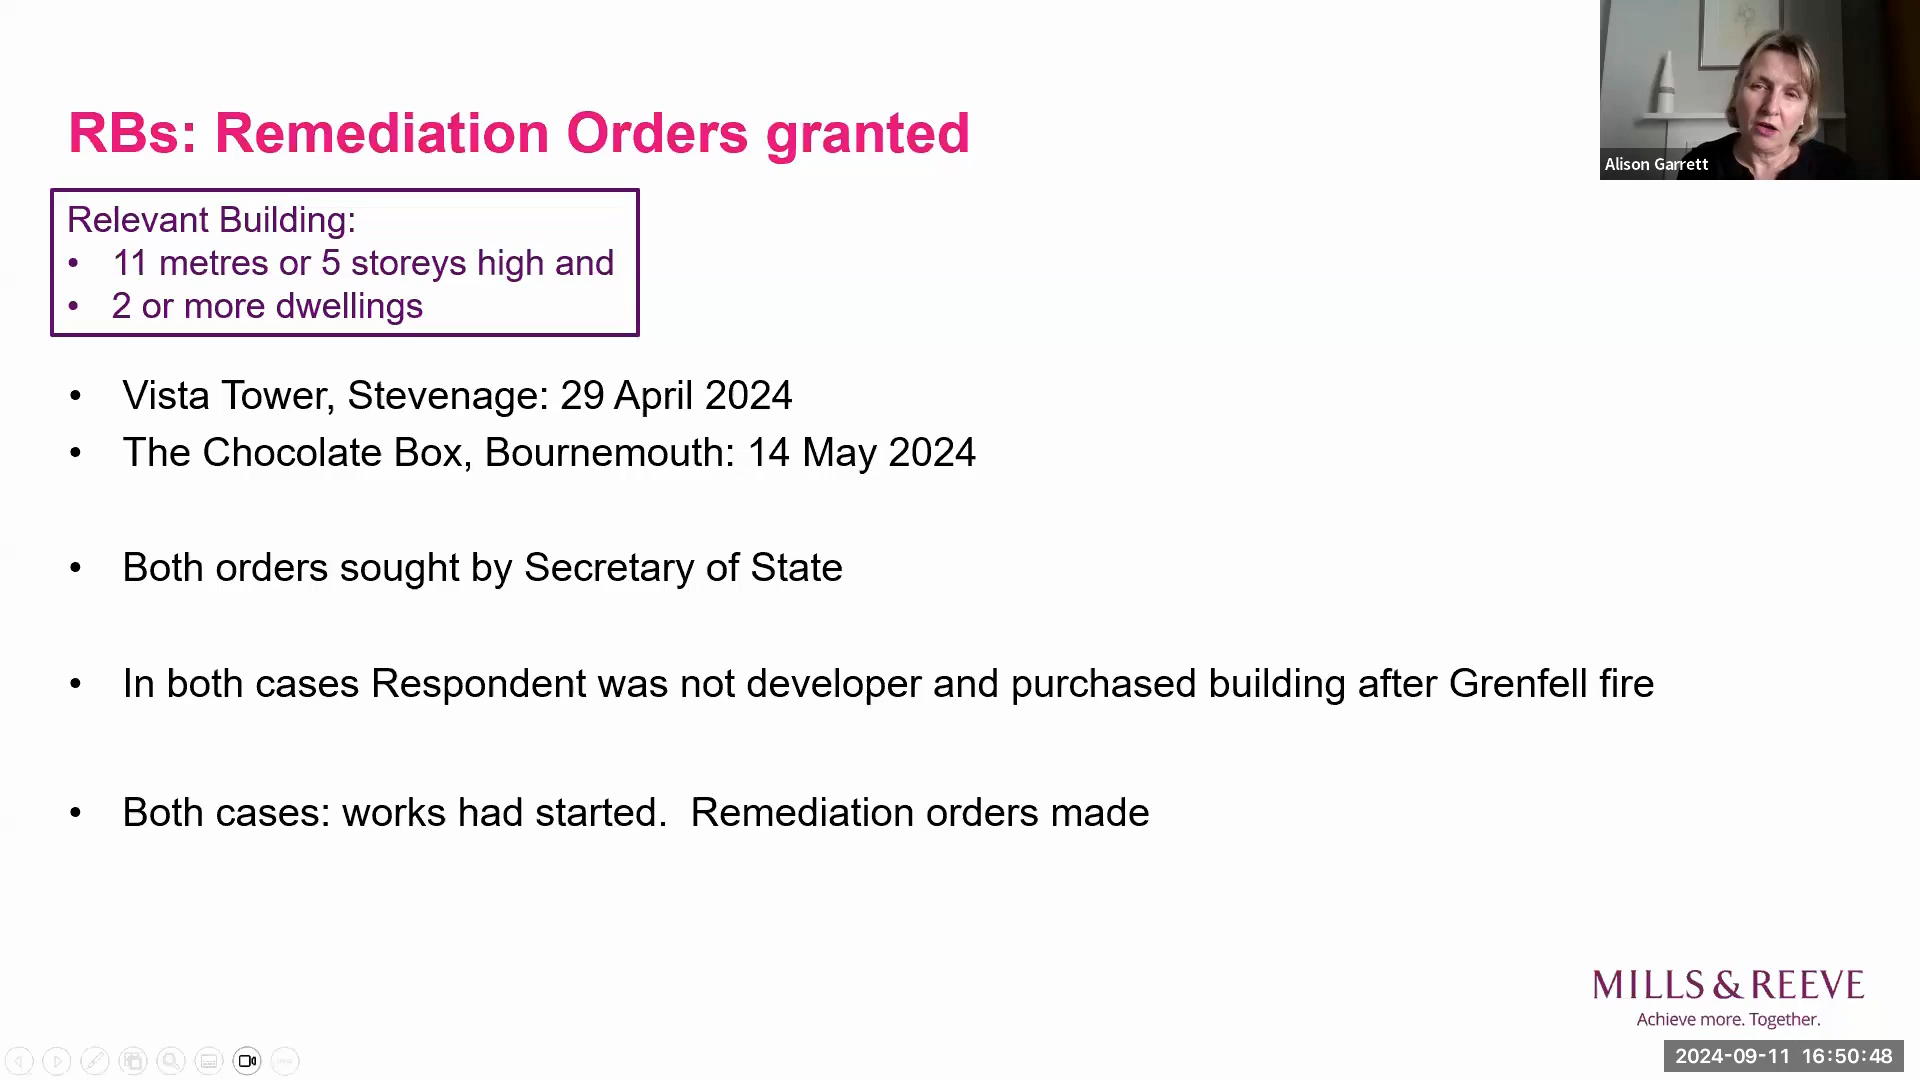 RBs: Remediation Orders granted
Alison Garrett
Relevant Building:
• 11 metres or 5 storeys high and
• 2 or more dwellings
• Vista Tower, Stevenage: 29 April 2024
• The Chocolate Box, Bournemouth: 14 May 2024
• Both orders sought by Secretary of State
• In both cases Respondent was not developer and purchased building after Grenfell fire
• Both cases: works had started.  Remediation orders made
MILLS & REEVE
Achieve more. Together.
2024-09-11 16:50:48